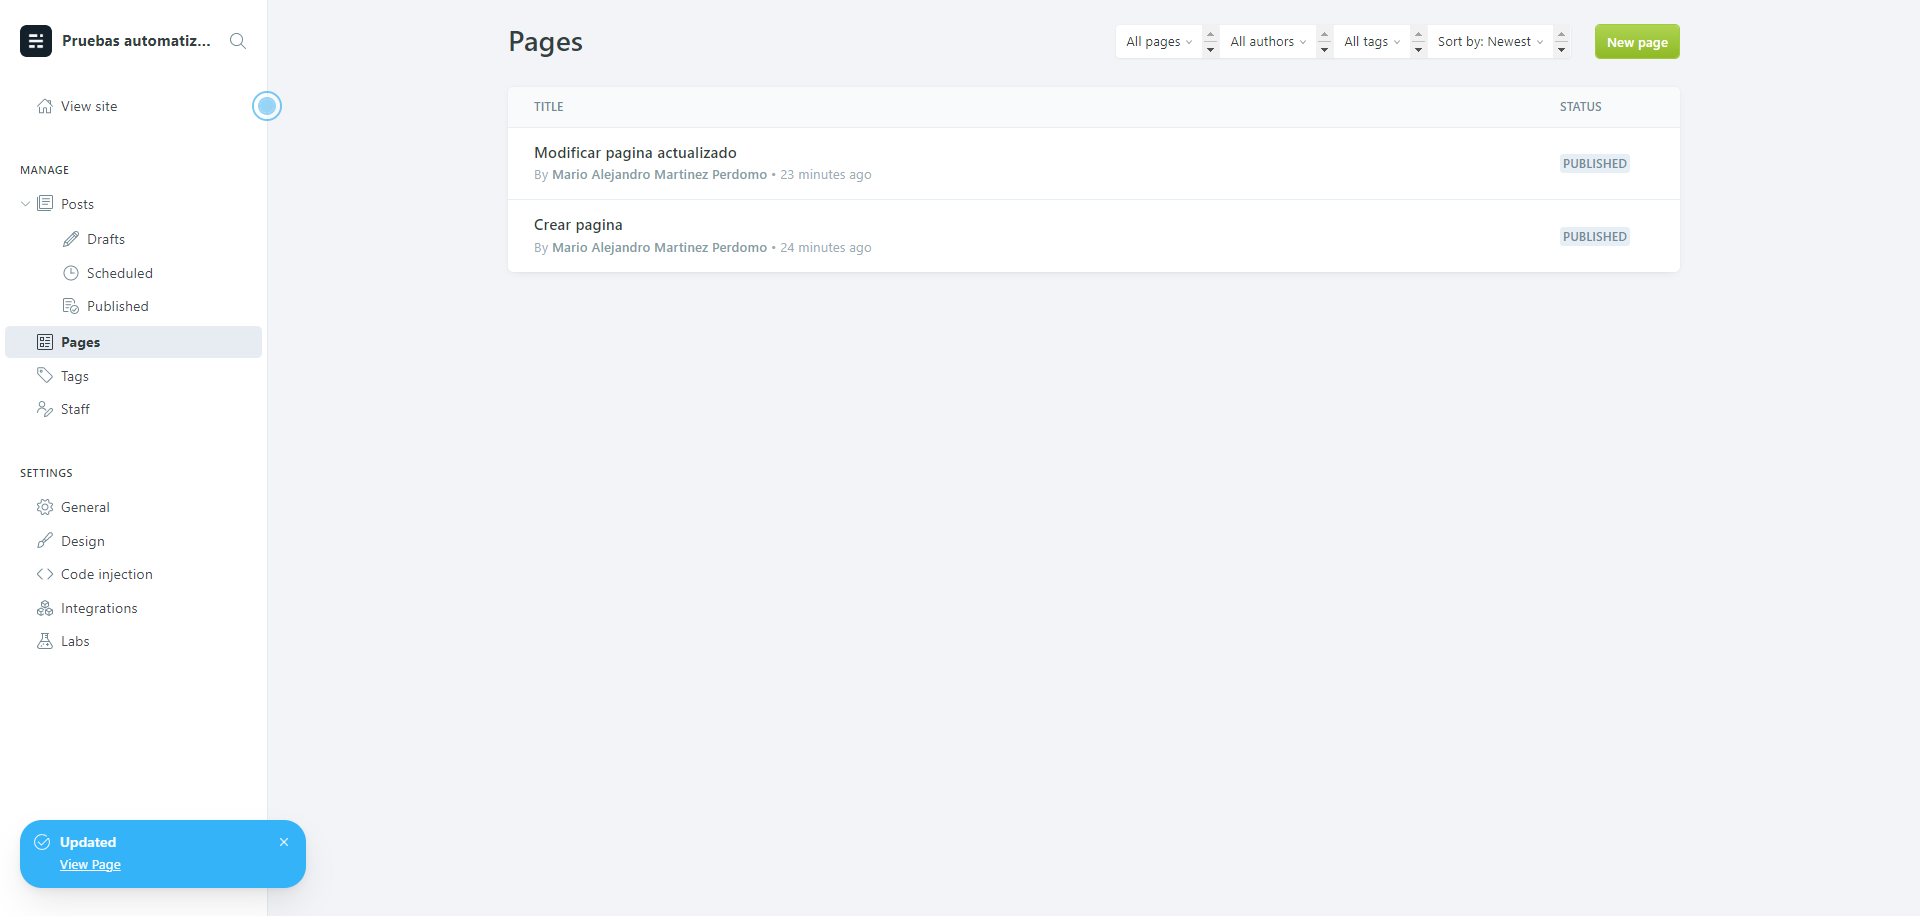 Pruebas automatiz...
View site
MANAGE
Posts
Drafts
Scheduled
Published
Pages
Tags
Staff
SETTINGS
General
Design
Code injection
Integrations
Labs
Updated
View Page
Pages
All pages
All authors
All tags
Sort by: Newest
New page
TITLE STATUS
Modificar pagina actualizado
By Mario Alejandro Martinez Perdomo • 23 minutes ago
PUBLISHED
Crear pagina
By Mario Alejandro Martinez Perdomo • 24 minutes ago
PUBLISHED